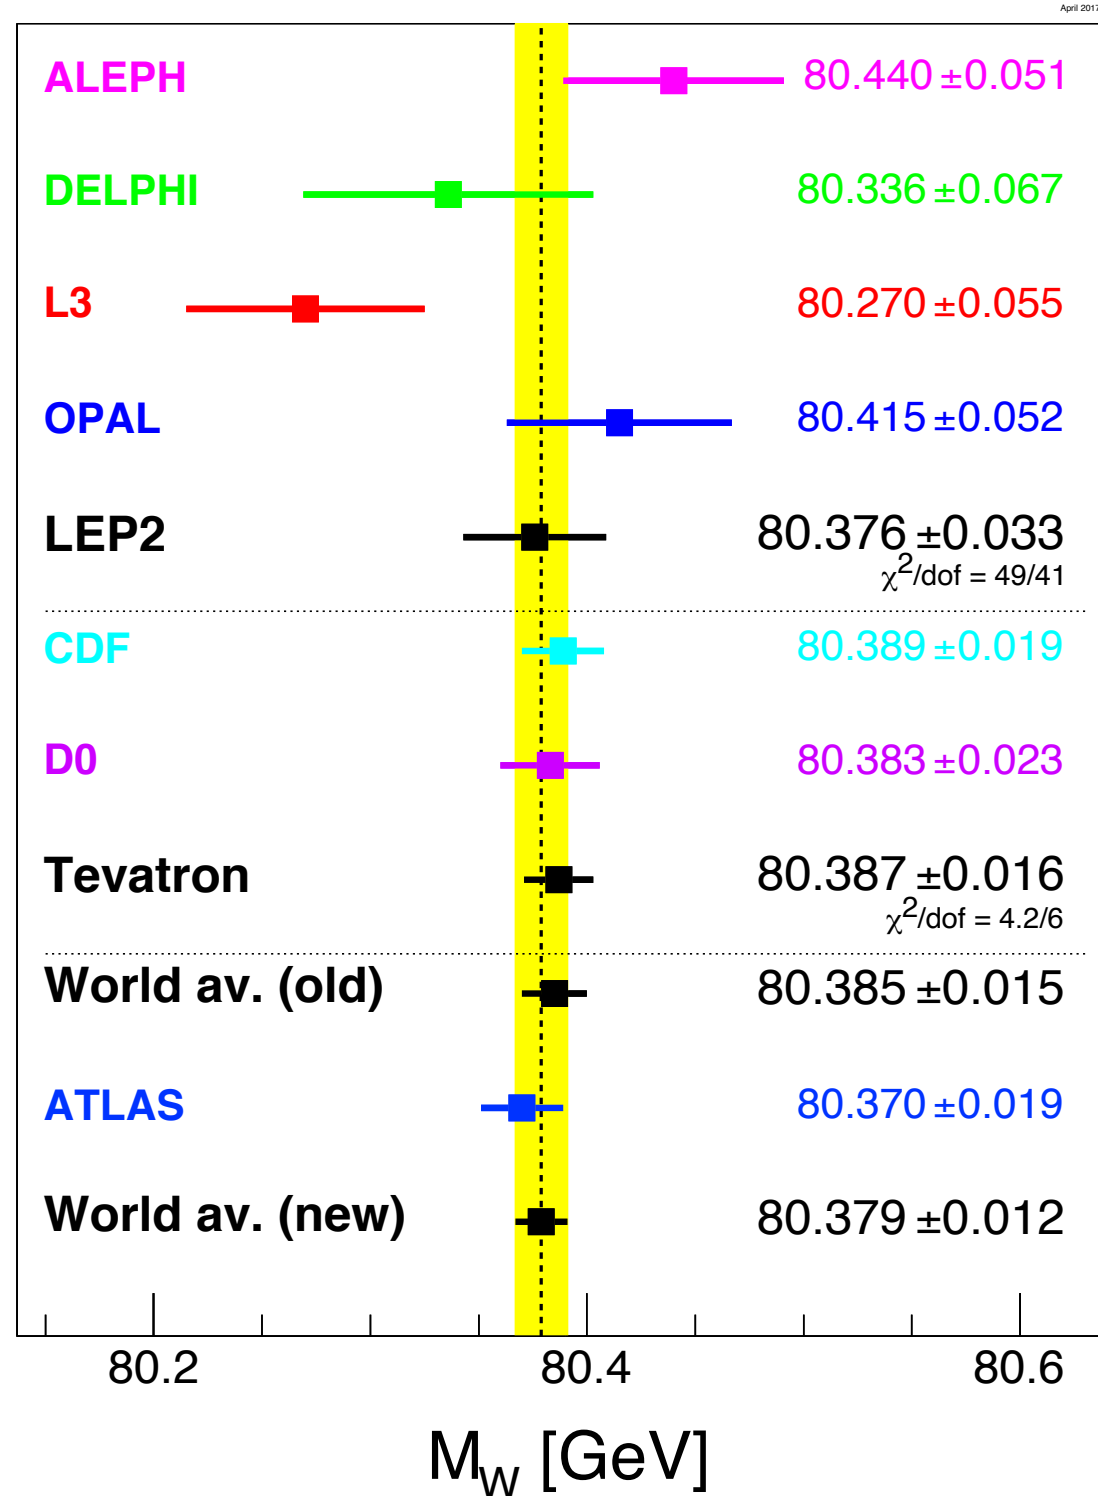 April 2017
ALEPH 80.440 ±0.051
DELPHI 80.336 ±0.067
L3 80.270 ±0.055
OPAL 80.415 ±0.052
LEP2 80.376 ±0.033
χ²/dof = 49/41
CDF 80.389 ±0.019
D0 80.383 ±0.023
Tevatron 80.387 ±0.016
χ²/dof = 4.2/6
World av. (old) 80.385 ±0.015
ATLAS 80.370 ±0.019
World av. (new) 80.379 ±0.012
80.2 80.4 80.6
M_W [GeV]